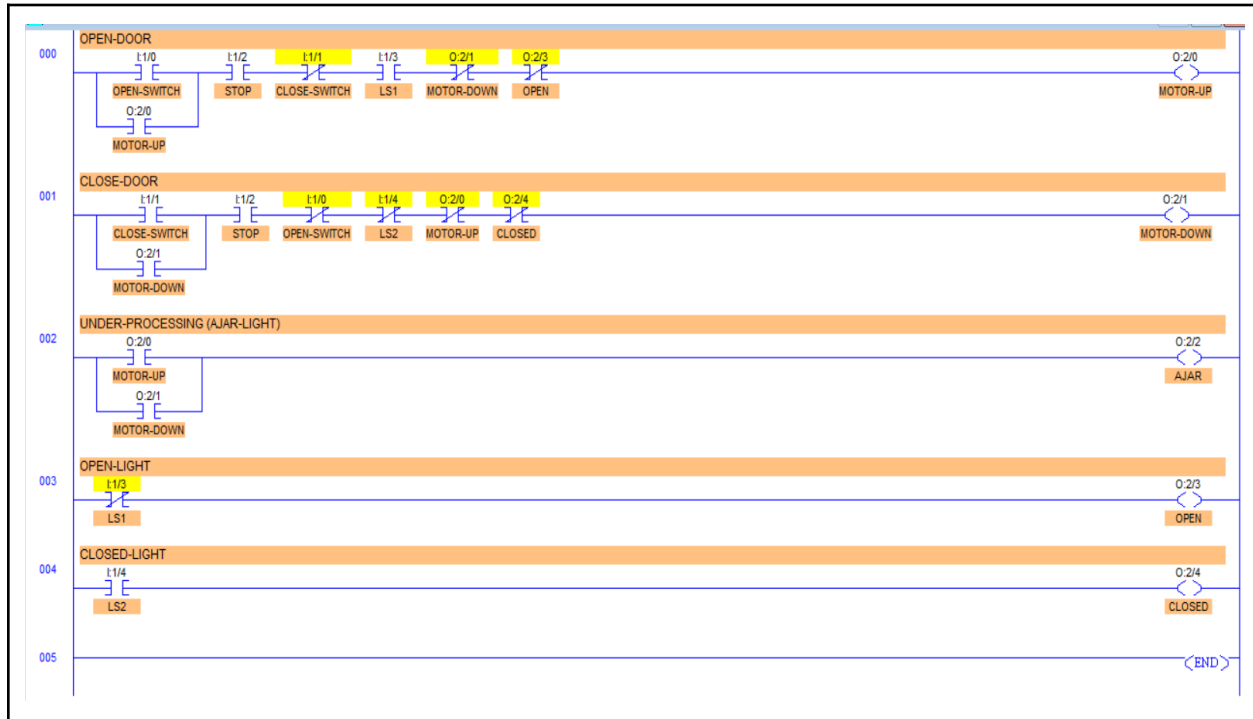 OPEN-DOOR
000
I:1/0 I:1/2 I:1/1 I:1/3 O:2/1 O:2/3 O:2/0
OPEN-SWITCH STOP CLOSE-SWITCH LS1 MOTOR-DOWN OPEN MOTOR-UP
O:2/0
MOTOR-UP
CLOSE-DOOR
001
I:1/1 I:1/2 I:1/0 I:1/4 O:2/0 O:2/4 O:2/1
CLOSE-SWITCH STOP OPEN-SWITCH LS2 MOTOR-UP CLOSED MOTOR-DOWN
O:2/1
MOTOR-DOWN
UNDER-PROCESSING (AJAR-LIGHT)
002
O:2/0 O:2/2
MOTOR-UP AJAR
O:2/1
MOTOR-DOWN
OPEN-LIGHT
003
I:1/3 O:2/3
LS1 OPEN
CLOSED-LIGHT
004
I:1/4 O:2/4
LS2 CLOSED
005
END